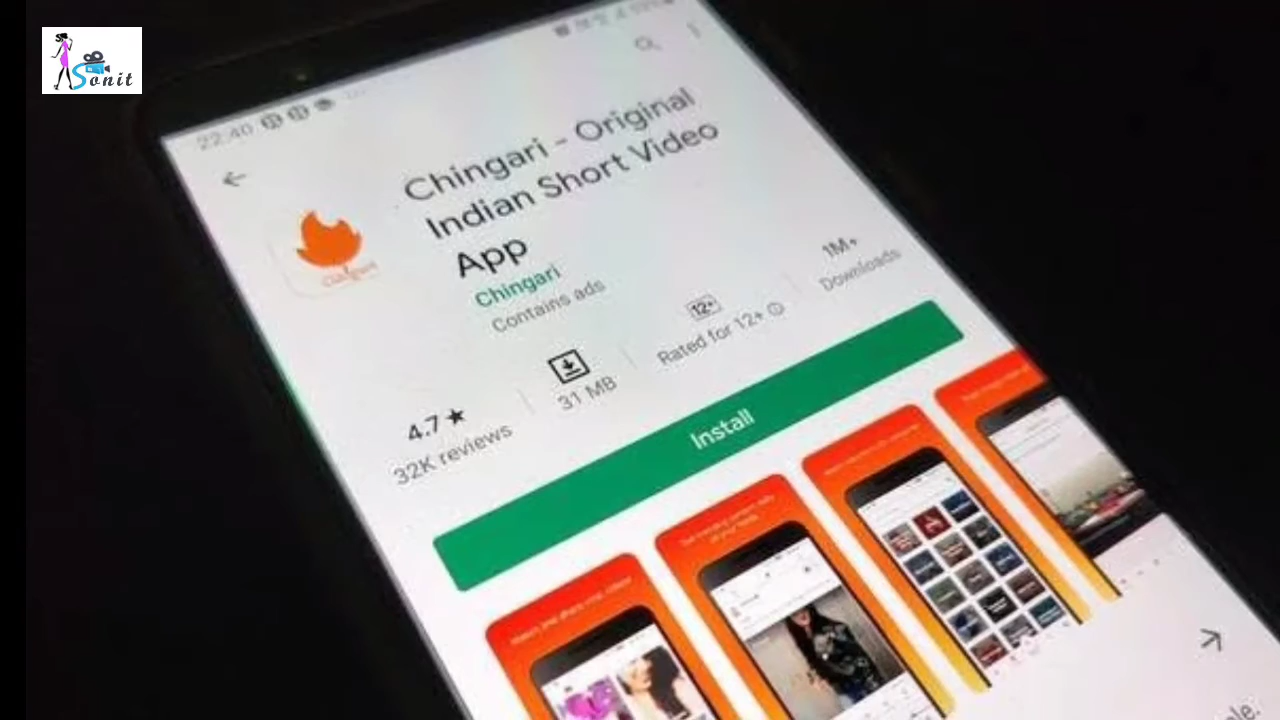 Sonit
22:40
Chingari - Original
Indian Short Video
App
Chingari
Contains ads
4.7★
32K reviews
31 MB
12+
Rated for 12+
1M+
Downloads
Install